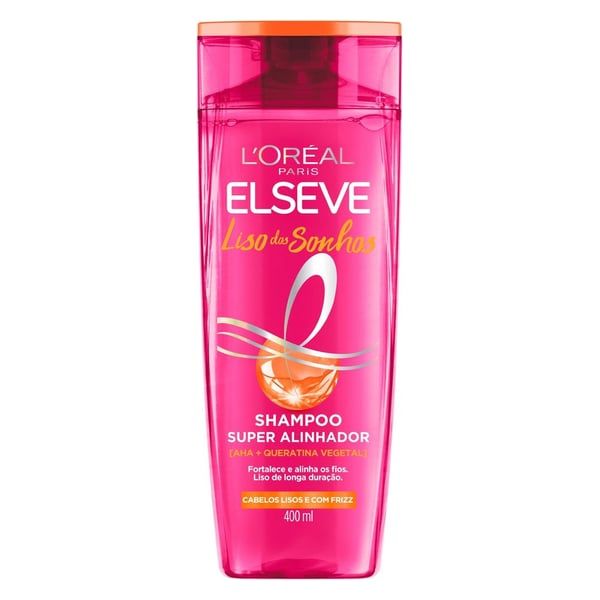 L'ORÉAL
PARIS
ELSEVE
Liso dos Sonhos
SHAMPOO
SUPER ALINHADOR
[AHA + QUERATINA VEGETAL]
Fortalece e alinha os fios.
Liso de longa duração.
CABELOS LISOS E COM FRIZZ
400 ml